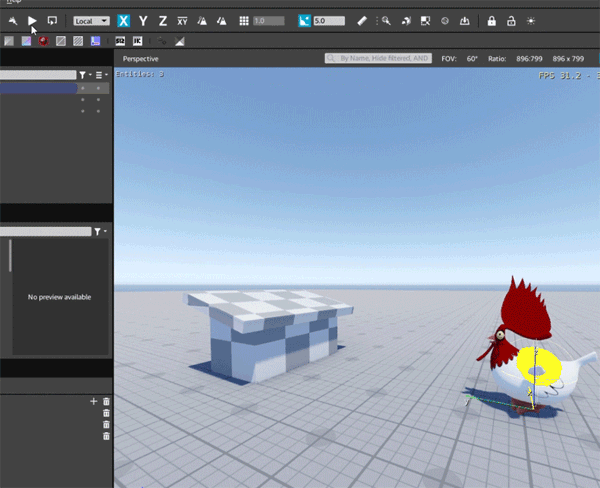 Local X Y Z XY 1.0 5.0
Perspective By Name, Hide filtered, AND FOV: 60° Ratio: 896:799 896 x 799
Entities: 3 FPS 31.2 -
No preview available